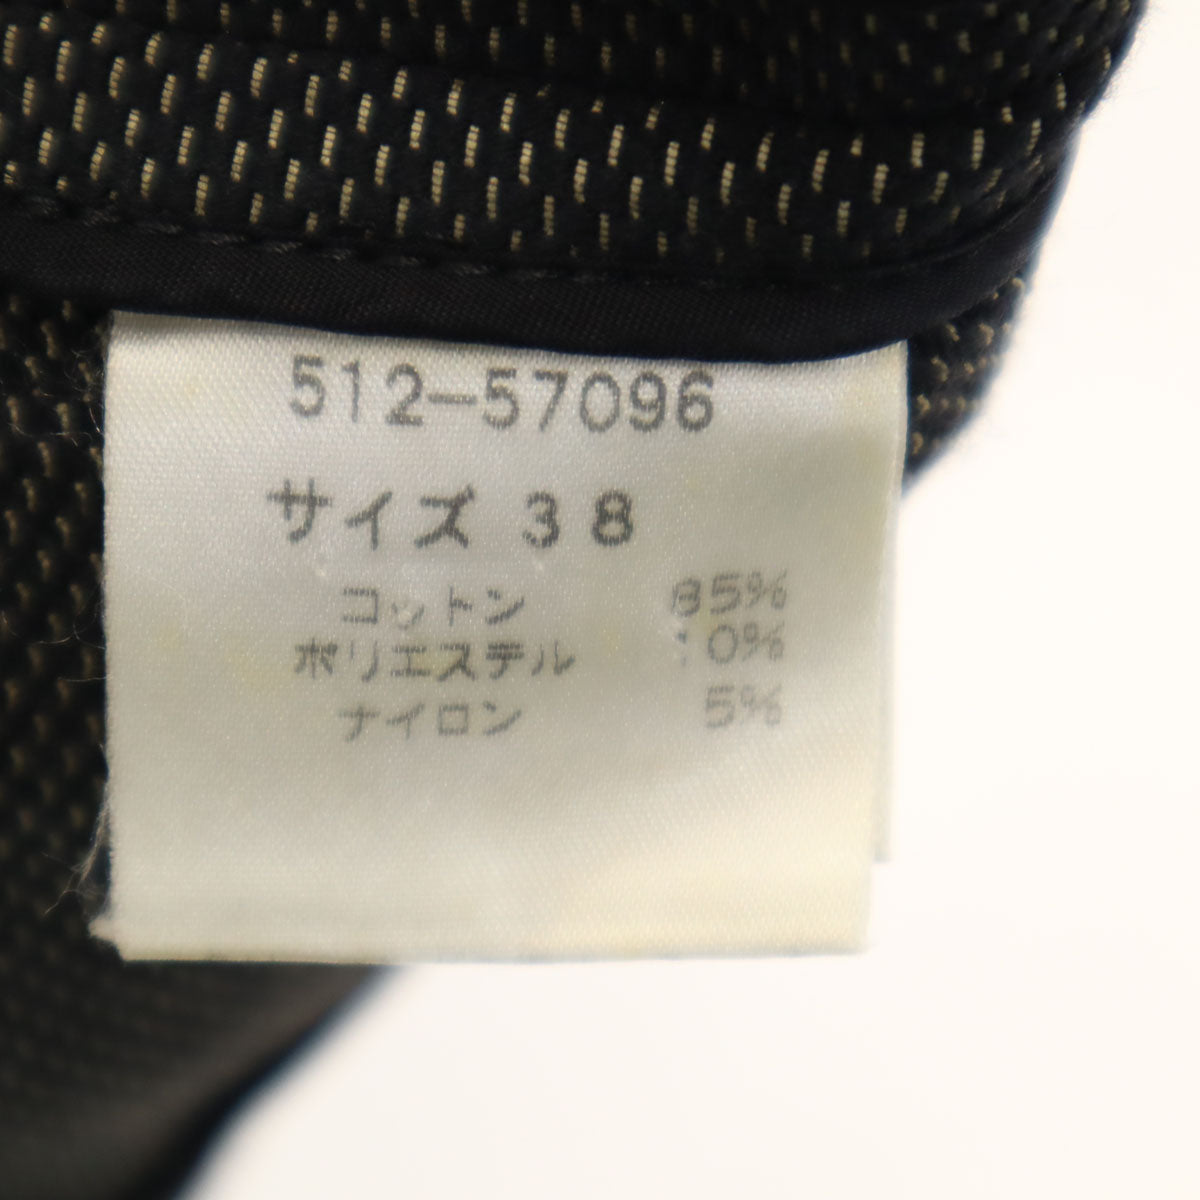 512-57096
サイズ 38
コットン 85%
ポリエステル 10%
ナイロン 5%